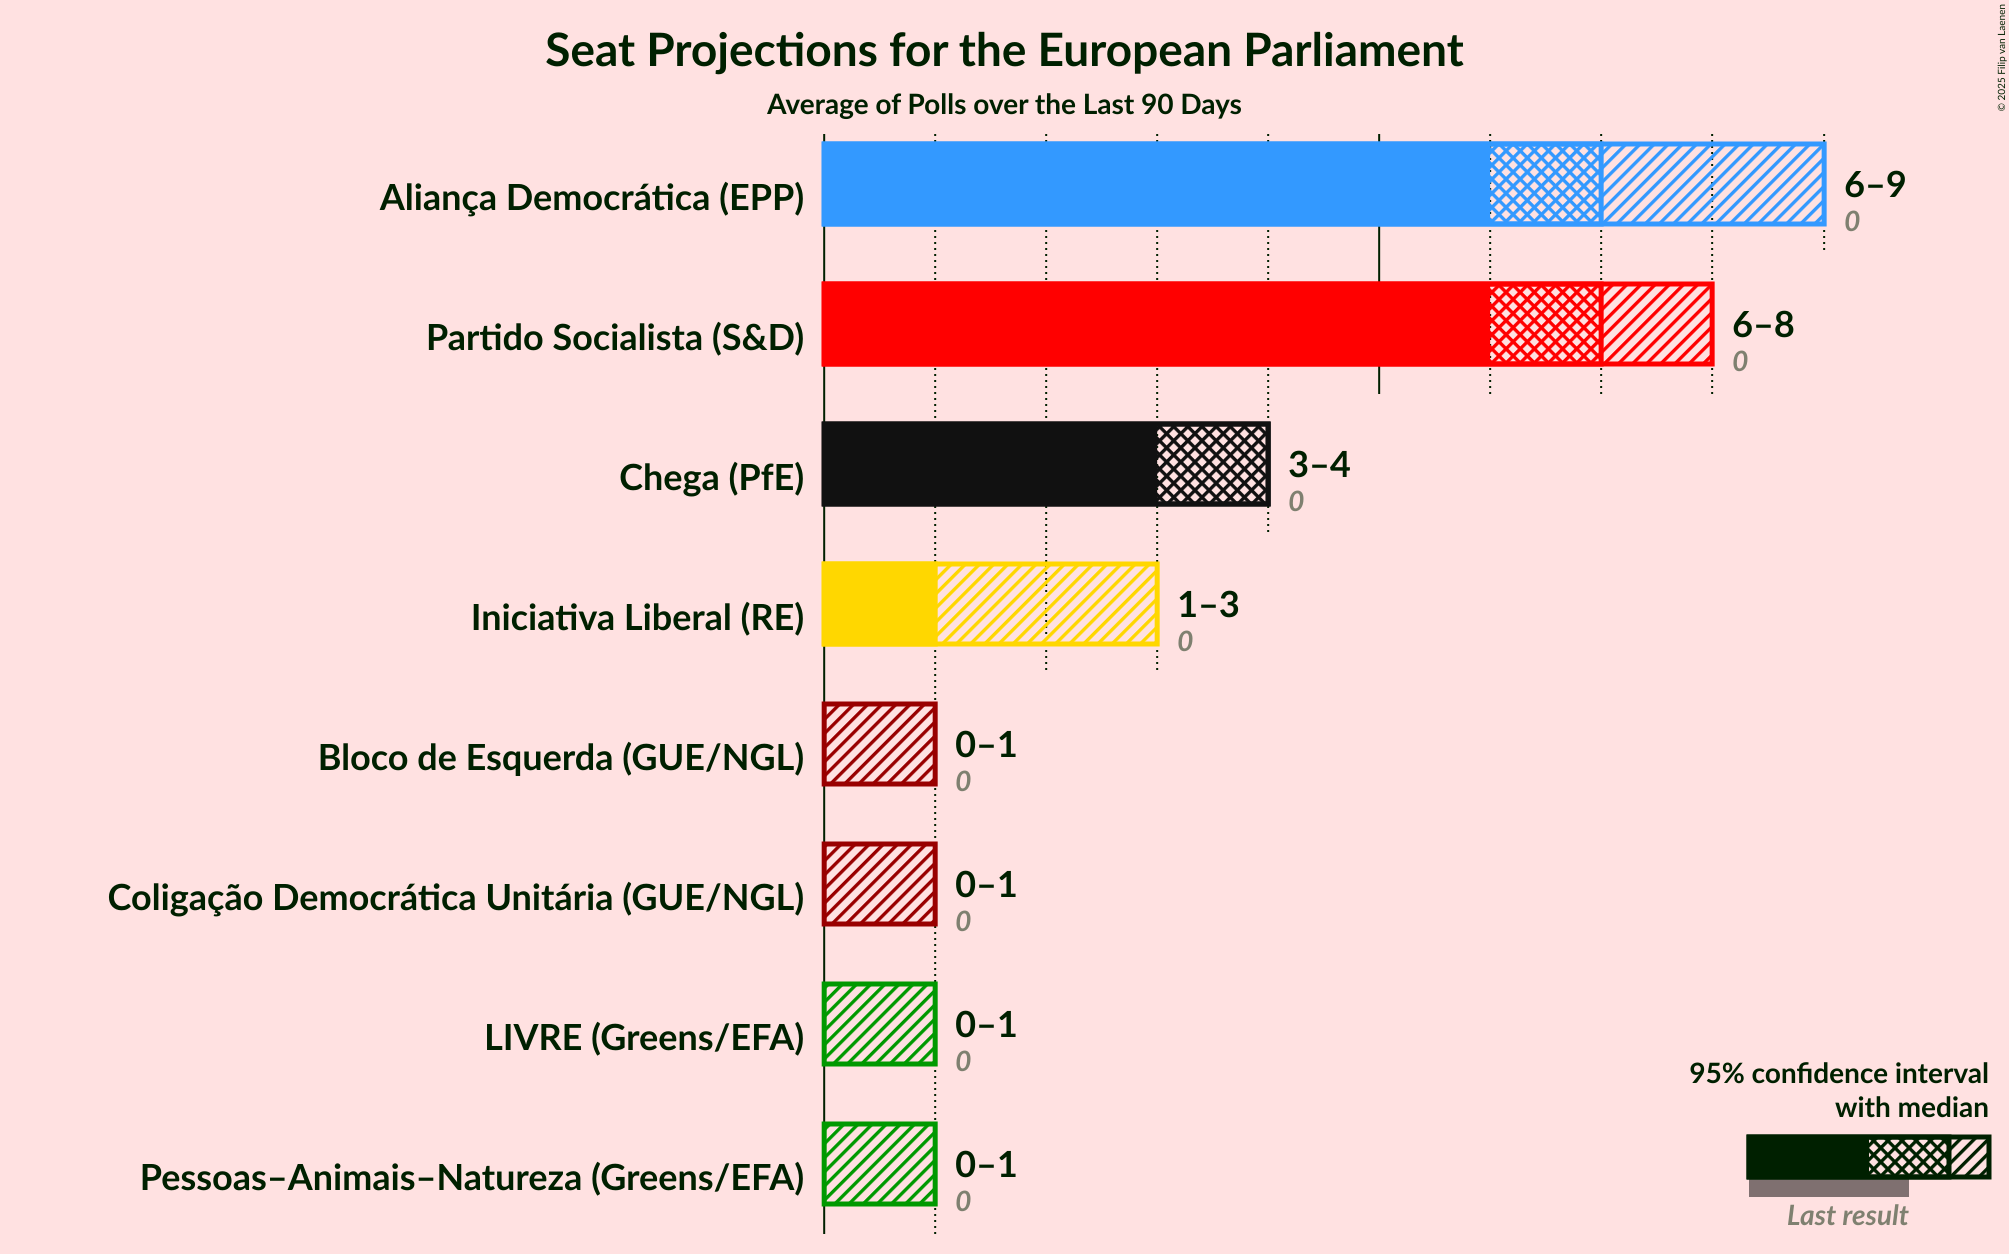 Seat Projections for the European Parliament
Average of Polls over the Last 90 Days
© 2025 Filip van Laenen
Aliança Democrática (EPP)
6–9
0
Partido Socialista (S&D)
6–8
0
Chega (PfE)
3–4
0
Iniciativa Liberal (RE)
1–3
0
Bloco de Esquerda (GUE/NGL)
0–1
0
Coligação Democrática Unitária (GUE/NGL)
0–1
0
LIVRE (Greens/EFA)
0–1
0
Pessoas–Animais–Natureza (Greens/EFA)
0–1
0
95% confidence interval
with median
Last result